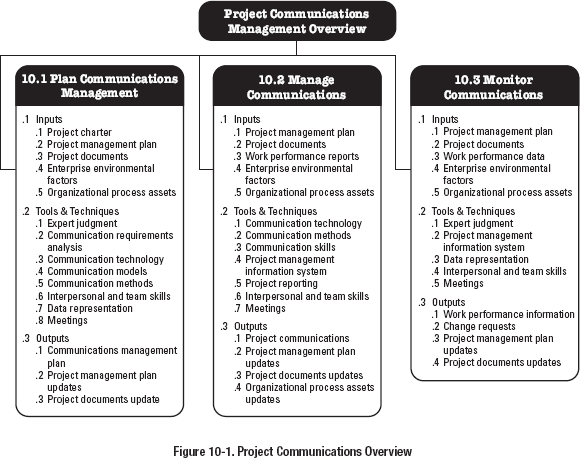 Project Communications
Management Overview
10.1 Plan Communications
Management
.1 Inputs
.1 Project charter
.2 Project management plan
.3 Project documents
.4 Enterprise environmental
factors
.5 Organizational process assets
.2 Tools & Techniques
.1 Expert judgment
.2 Communication requirements
analysis
.3 Communication technology
.4 Communication models
.5 Communication methods
.6 Interpersonal and team skills
.7 Data representation
.8 Meetings
.3 Outputs
.1 Communications management
plan
.2 Project management plan
updates
.3 Project documents update
10.2 Manage
Communications
.1 Inputs
.1 Project management plan
.2 Project documents
.3 Work performance reports
.4 Enterprise environmental
factors
.5 Organizational process assets
.2 Tools & Techniques
.1 Communication technology
.2 Communication methods
.3 Communication skills
.4 Project management
information system
.5 Project reporting
.6 Interpersonal and team skills
.7 Meetings
.3 Outputs
.1 Project communications
.2 Project management plan
updates
.3 Project documents updates
.4 Organizational process assets
updates
10.3 Monitor
Communications
.1 Inputs
.1 Project management plan
.2 Project documents
.3 Work performance data
.4 Enterprise environmental
factors
.5 Organizational process assets
.2 Tools & Techniques
.1 Expert judgment
.2 Project management
information system
.3 Data representation
.4 Interpersonal and team skills
.5 Meetings
.3 Outputs
.1 Work performance information
.2 Change requests
.3 Project management plan
updates
.4 Project documents updates
Figure 10-1. Project Communications Overview